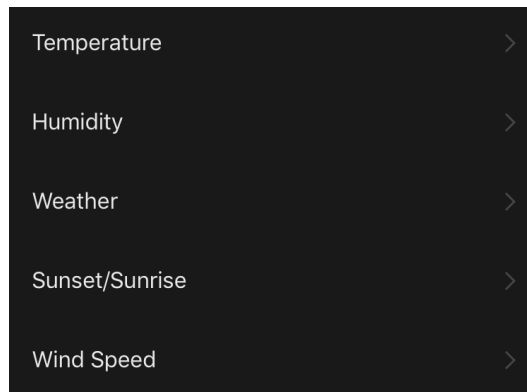 Temperature
Humidity
Weather
Sunset/Sunrise
Wind Speed